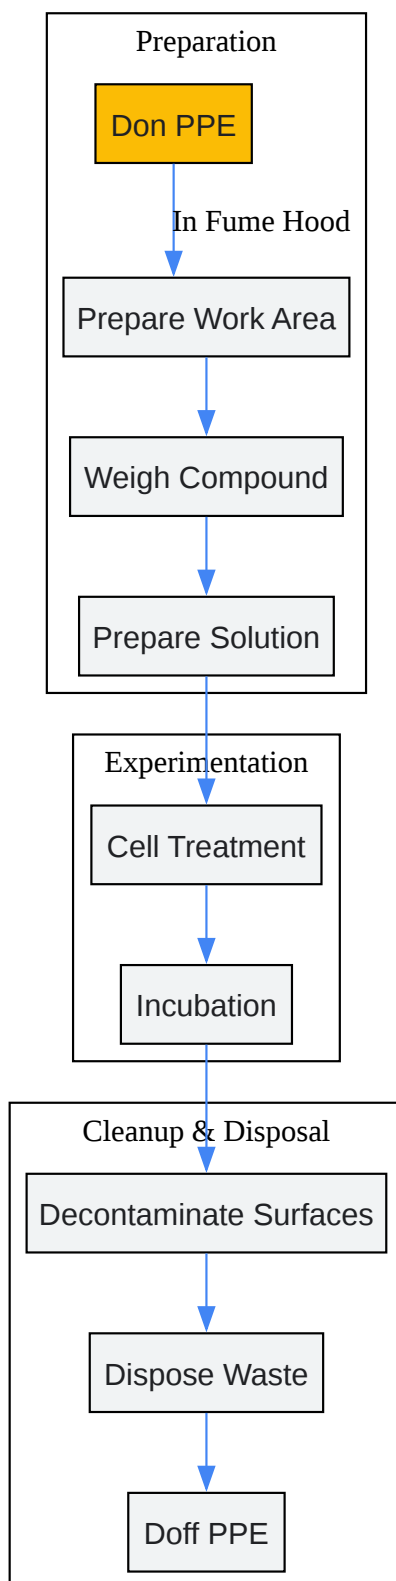 Preparation
Don PPE
In Fume Hood
Prepare Work Area
Weigh Compound
Prepare Solution
Experimentation
Cell Treatment
Incubation
Cleanup & Disposal
Decontaminate Surfaces
Dispose Waste
Doff PPE